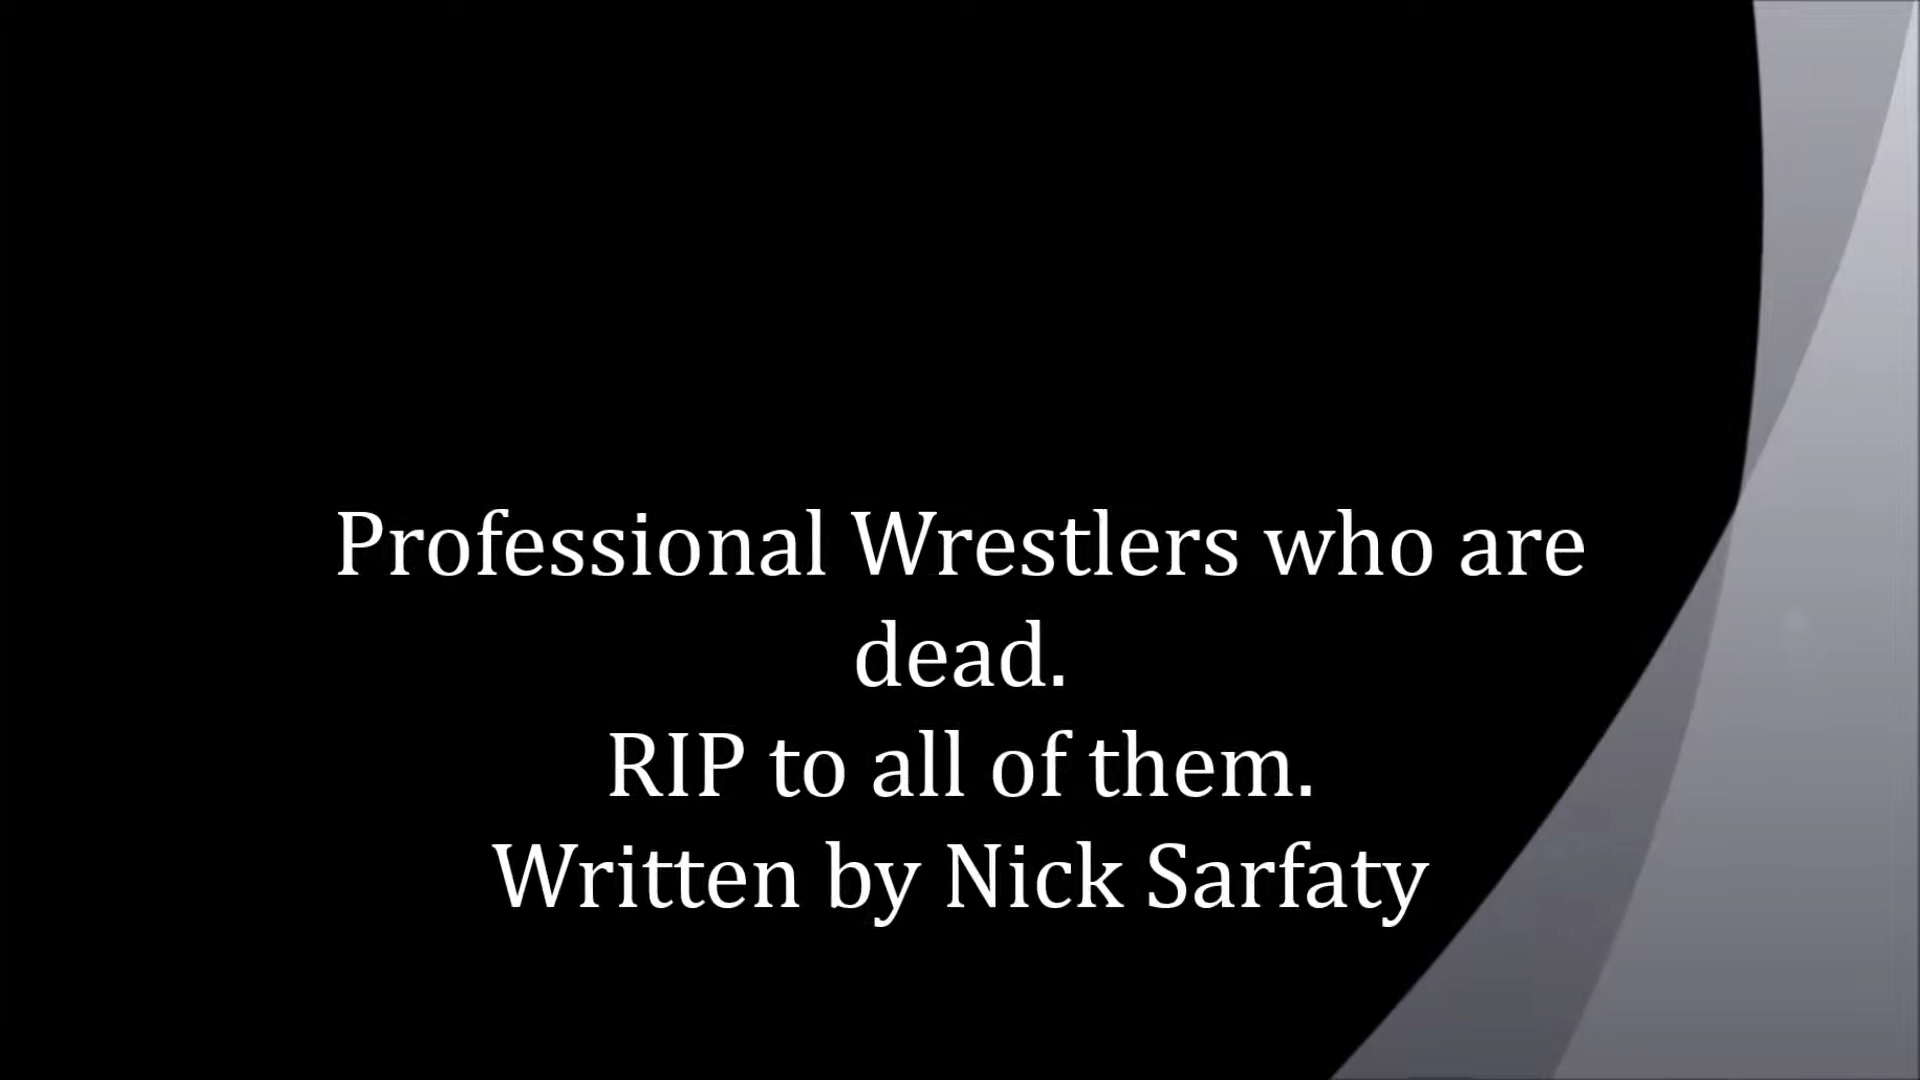 Professional Wrestlers who are
dead.
RIP to all of them.
Written by Nick Sarfaty